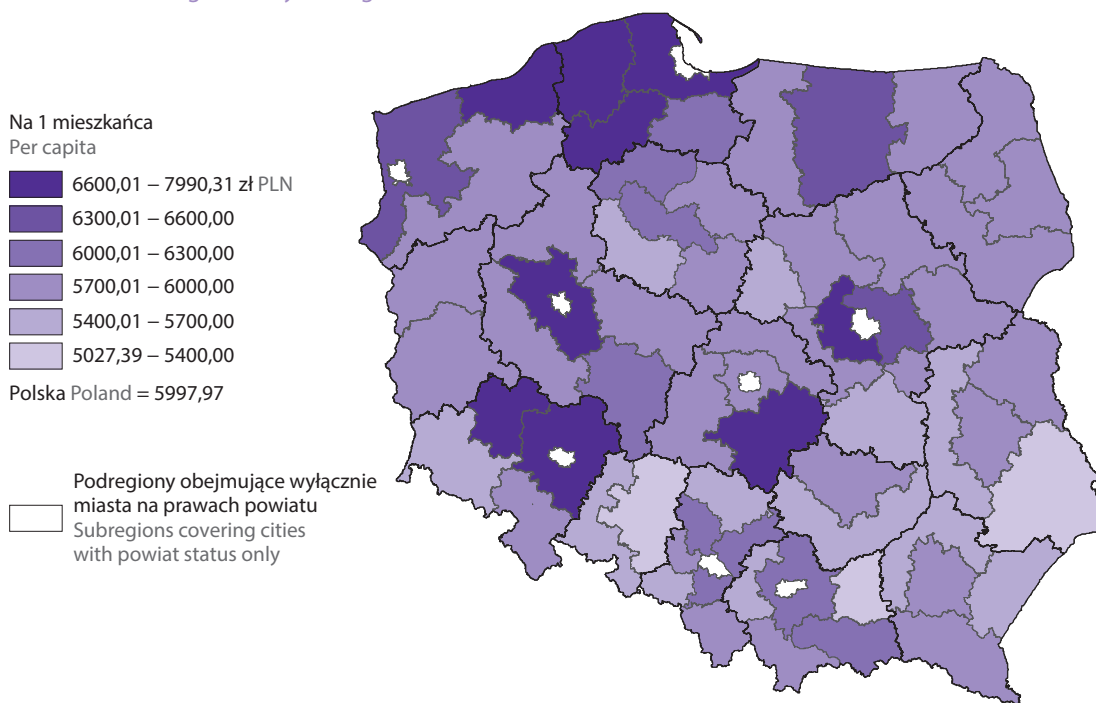 Na 1 mieszkańca
Per capita
6600,01 – 7990,31 zł PLN
6300,01 – 6600,00
6000,01 – 6300,00
5700,01 – 6000,00
5400,01 – 5700,00
5027,39 – 5400,00
Polska Poland = 5997,97
Podregiony obejmujące wyłącznie
miasta na prawach powiatu
Subregions covering cities
with powiat status only